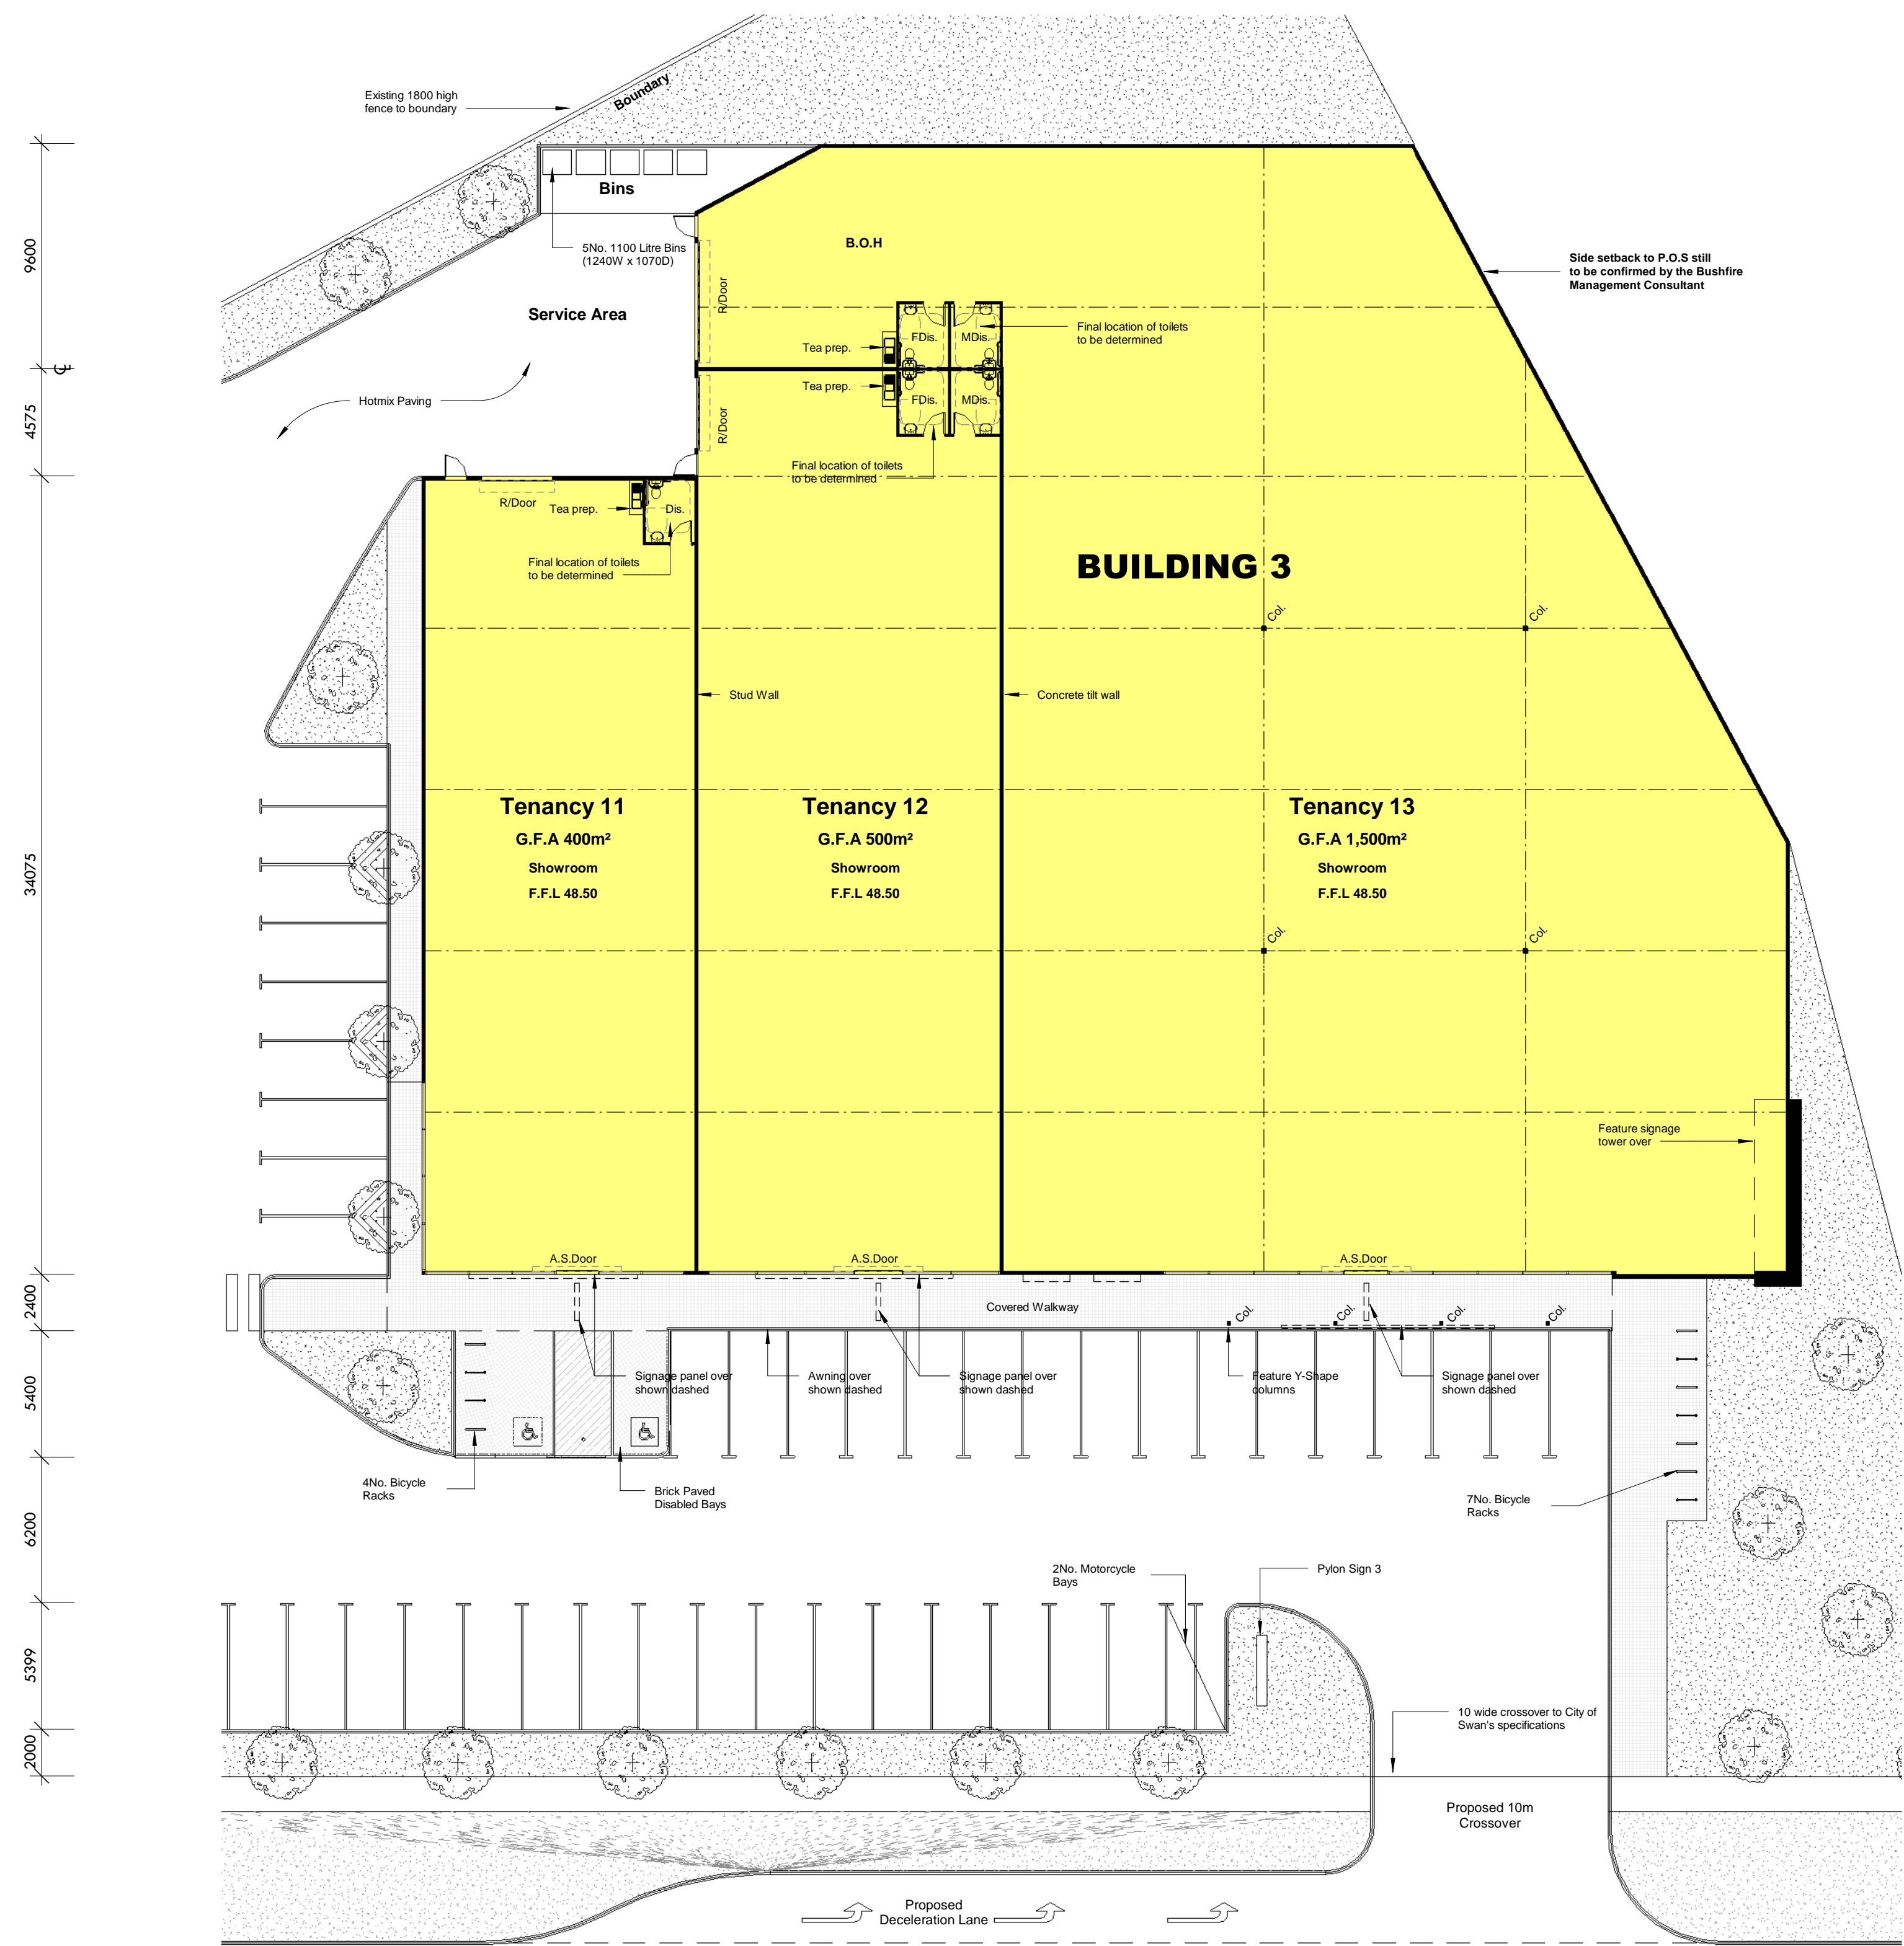 Existing 1800 high
fence to boundary
Boundary
Bins
5No. 1100 Litre Bins
(1240W x 1070D)
B.O.H
Side setback to P.O.S still
to be confirmed by the Bushfire
Management Consultant
9600
Service Area
R/Door
FDis.
MDis.
Final location of toilets
to be determined
Tea prep.
Tea prep.
FDis.
MDis.
Hotmix Paving
4575
R/Door
Final location of toilets
to be determined
R/Door
Tea prep.
Dis.
Final location of toilets
to be determined
BUILDING 3
Col.
Col.
Stud Wall
Concrete tilt wall
34075
Tenancy 11
G.F.A 400m²
Showroom
F.F.L 48.50
Tenancy 12
G.F.A 500m²
Showroom
F.F.L 48.50
Tenancy 13
G.F.A 1,500m²
Showroom
F.F.L 48.50
Col.
Col.
Feature signage
tower over
A.S.Door
A.S.Door
A.S.Door
2400
Covered Walkway
Col.
Col.
Col.
Col.
5400
Signage panel over
shown dashed
Awning over
shown dashed
Signage panel over
shown dashed
Feature Y-Shape
columns
Signage panel over
shown dashed
4No. Bicycle
Racks
Brick Paved
Disabled Bays
7No. Bicycle
Racks
6200
2No. Motorcycle
Bays
Pylon Sign 3
5399
10 wide crossover to City of
Swan's specifications
2000
Proposed 10m
Crossover
Proposed
Deceleration Lane